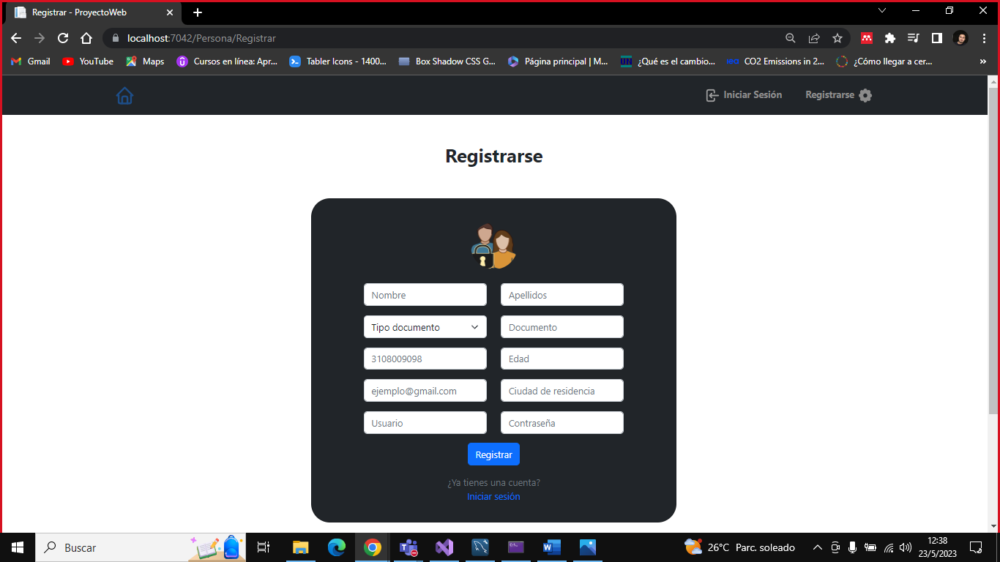 Registrar - ProyectoWeb
localhost:7042/Persona/Registrar
Gmail YouTube Maps Cursos en línea: Apr... Tabler Icons - 1400... Box Shadow CSS G... Página principal | M... ¿Qué es el cambio... CO2 Emissions in 2... ¿Cómo llegar a cer... »
Iniciar Sesión Registrarse
Registrarse
Nombre Apellidos
Tipo documento Documento
3108009098 Edad
ejemplo@gmail.com Ciudad de residencia
Usuario Contraseña
Registrar
¿Ya tienes una cuenta?
Iniciar sesión
Buscar 26°C Parc. soleado 12:38
23/5/2023